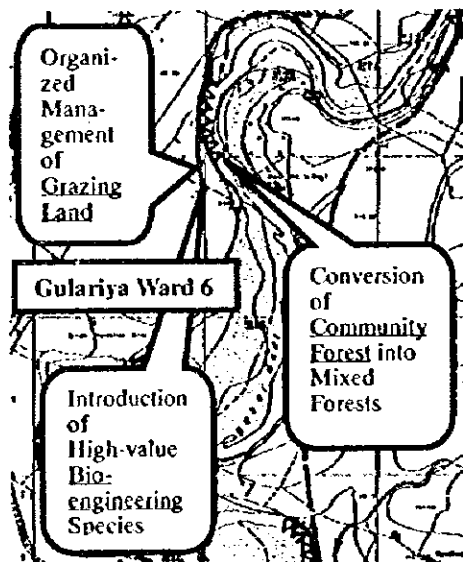 Organi-
zed
Mana-
gement
of
Grazing
Land
Gulariya Ward 6
Conversion
of
Community
Forest into
Mixed
Forests
Introduction
of
High-value
Bio-
engineering
Species